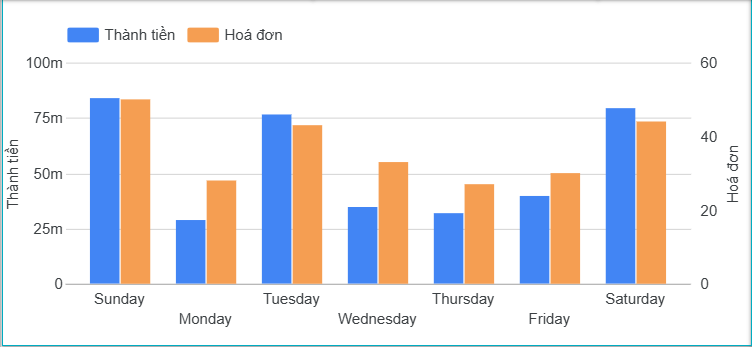 Thành tiền Hoá đơn
100m 60
75m
40
50m
20
25m
0 0
Thành tiền
Hoá đơn
Sunday Tuesday Thursday Saturday
Monday Wednesday Friday